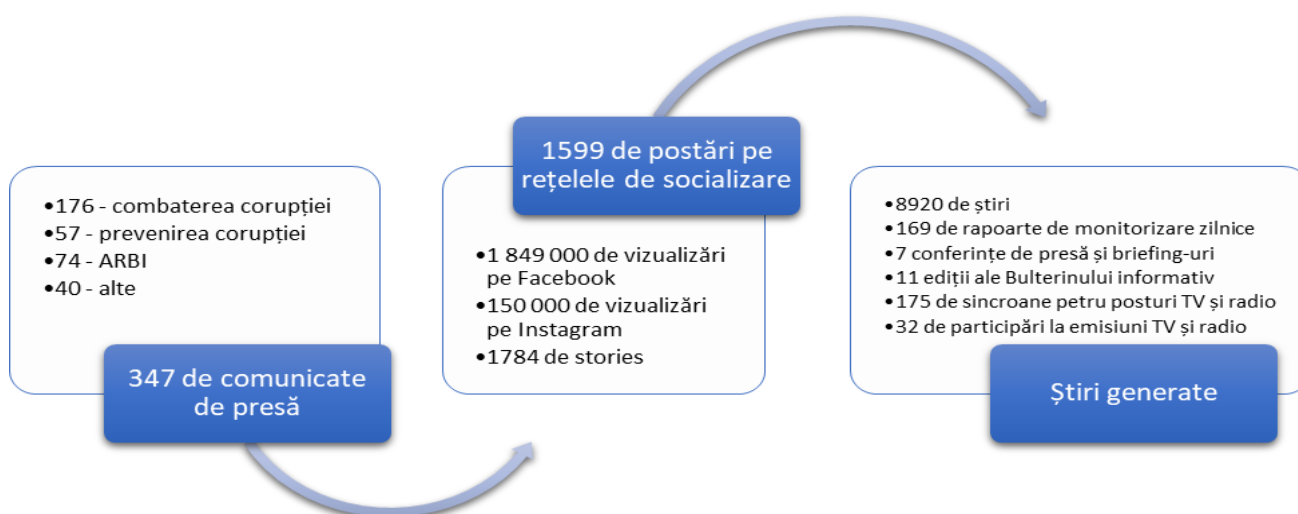 •176 - combaterea corupției
•57 - prevenirea corupției
•74 - ARBI
•40 - alte
347 de comunicate
de presă
1599 de postări pe
rețelele de socializare
•1 849 000 de vizualizări
pe Facebook
•150 000 de vizualizări
pe Instagram
•1784 de stories
•8920 de știri
•169 de rapoarte de monitorizare zilnice
•7 conferințe de presă și briefing-uri
•11 ediții ale Bulterinului informativ
•175 de sincroane petru posturi TV și radio
•32 de participări la emisiuni TV și radio
Știri generate